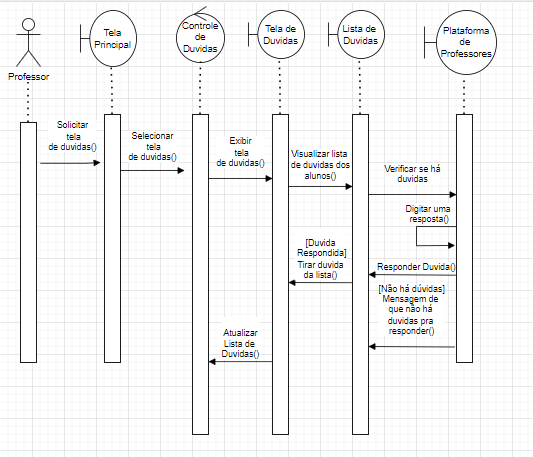 Professor
Tela
Principal
Controle
de
Duvidas
Tela de
Duvidas
Lista de
Duvidas
Plataforma
de
Professores
Solicitar
tela
de duvidas()
Selecionar
tela
de duvidas()
Exibir
tela
de duvidas()
Visualizar lista
de duvidas dos
alunos()
Verificar se há
duvidas
Digitar uma
resposta()
[Duvida
Respondida]
Tirar duvida
da lista()
Responder Duvida()
[Não há dúvidas]
Mensagem de
que não há
duvidas pra
responder()
Atualizar
Lista de
Duvidas()